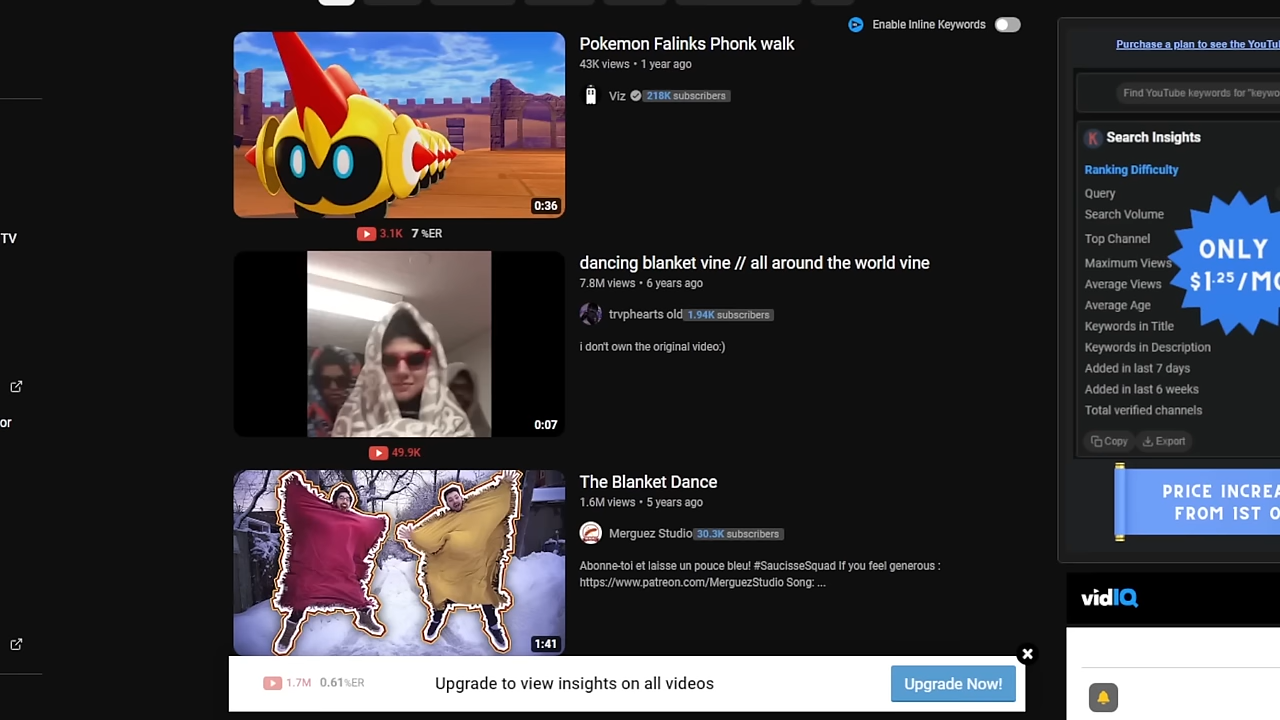 Enable Inline Keywords
Pokemon Falinks Phonk walk
43K views • 1 year ago
Viz 218K subscribers
0:36
3.1K 7 %ER
dancing blanket vine // all around the world vine
7.8M views • 6 years ago
trvphearts old 1.94K subscribers
i don't own the original video:)
0:07
49.9K
The Blanket Dance
1.6M views • 5 years ago
Merguez Studio 30.3K subscribers
Abonne-toi et laisse un pouce bleu! #SaucisseSquad If you feel generous :
https://www.patreon.com/MerguezStudio Song: ...
1:41
1.7M 0.61%ER
Upgrade to view insights on all videos
Upgrade Now!
TV
or
Purchase a plan to see the YouTu
Find YouTube keywords for "keywo
K Search Insights
Ranking Difficulty
Query
Search Volume
Top Channel
Maximum Views
Average Views
Average Age
Keywords in Title
Keywords in Description
Added in last 7 days
Added in last 6 weeks
Total verified channels
Copy Export
ONLY
$1.25/MO
PRICE INCREA
FROM 1ST O
vidIQ